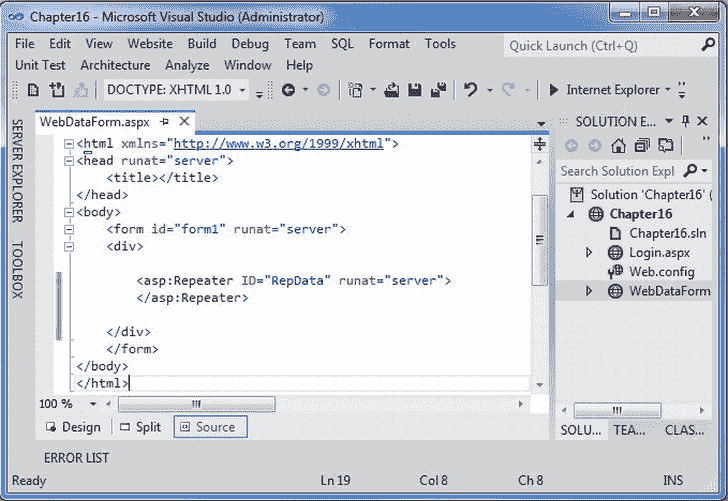 Chapter16 - Microsoft Visual Studio (Administrator)
File Edit View Website Build Debug Team SQL Format Tools
Quick Launch (Ctrl+Q)
Unit Test Architecture Analyze Window Help
DOCTYPE: XHTML 1.0
Internet Explorer
SERVER EXPLORER
TOOLBOX
WebDataForm.aspx
<html xmlns="http://www.w3.org/1999/xhtml">
<head runat="server">
<title></title>
</head>
<body>
<form id="form1" runat="server">
<div>
<asp:Repeater ID="RepData" runat="server">
</asp:Repeater>
</div>
</form>
</body>
</html>
100 %
Design Split Source
SOLUTION E...
Search Solution Expl
Solution 'Chapter16' (
Chapter16
Chapter16.sln
Login.aspx
Web.config
WebDataForm
SOLU... TEA... CLAS...
ERROR LIST
Ready Ln 19 Col 8 Ch 8 INS